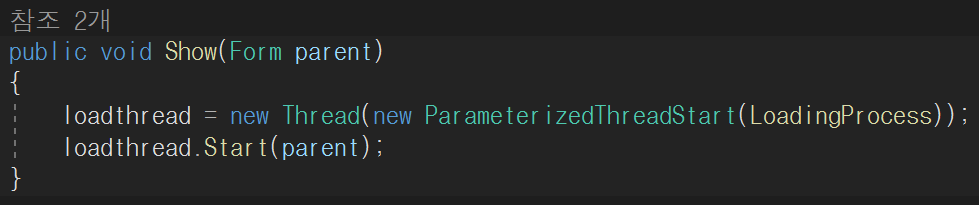 참조 2개
public void Show(Form parent)
{
loadthread = new Thread(new ParameterizedThreadStart(LoadingProcess));
loadthread.Start(parent);
}